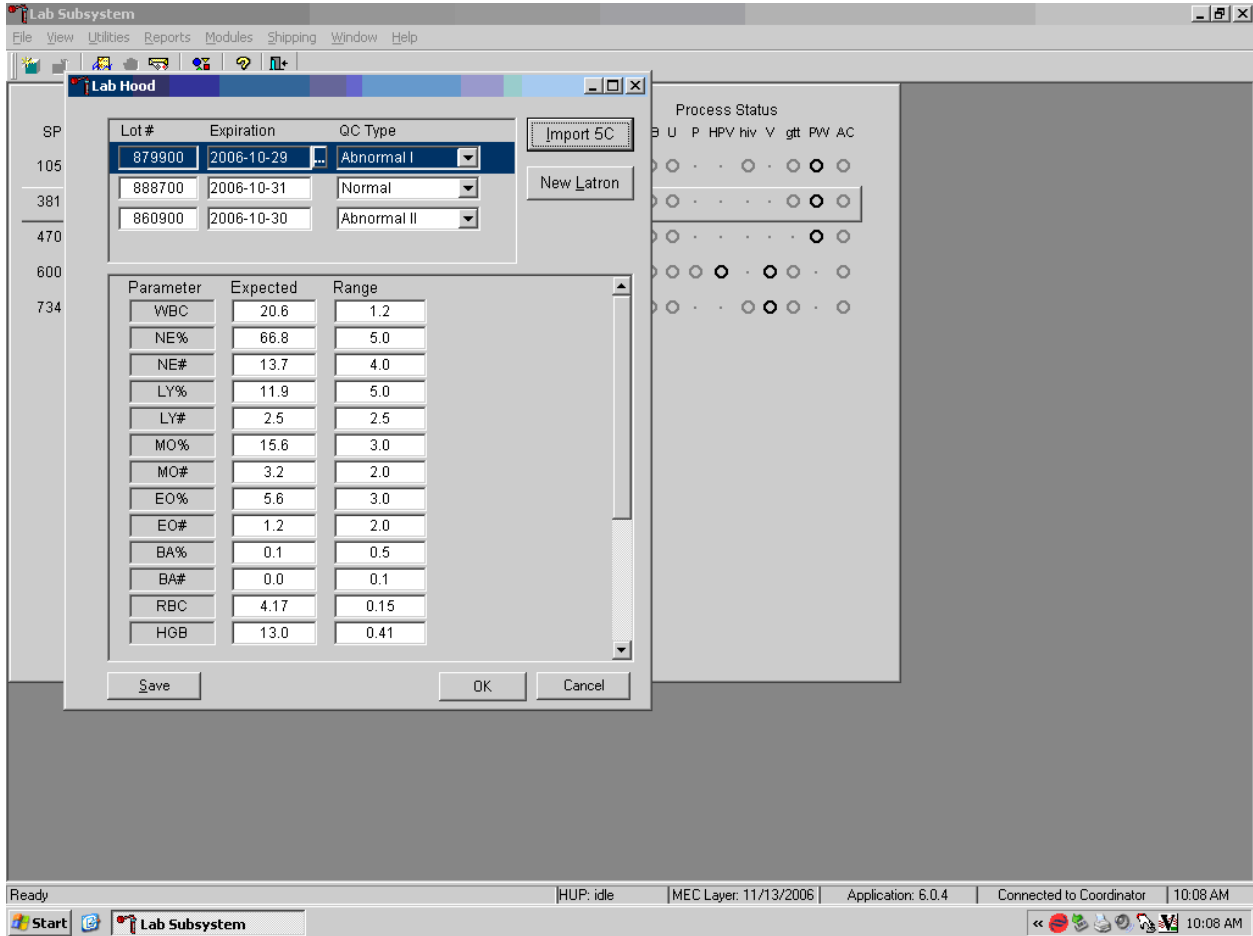 Lab Subsystem
File View Utilities Reports Modules Shipping Window Help
Lab Hood
Lot # Expiration QC Type
879900 2006-10-29 ... Abnormal I
888700 2006-10-31 Normal
860900 2006-10-30 Abnormal II
Import 5C
New Latron
Parameter Expected Range
WBC 20.6 1.2
NE% 66.8 5.0
NE# 13.7 4.0
LY% 11.9 5.0
LY# 2.5 2.5
MO% 15.6 3.0
MO# 3.2 2.0
EO% 5.6 3.0
EO# 1.2 2.0
BA% 0.1 0.5
BA# 0.0 0.1
RBC 4.17 0.15
HGB 13.0 0.41
Save OK Cancel
SP
105
381
470
600
734
Process Status
U P HPV hiv V gtt PW AC
Ready HUP: idle MEC Layer: 11/13/2006 Application: 6.0.4 Connected to Coordinator 10:08 AM
Start Lab Subsystem « 10:08 AM